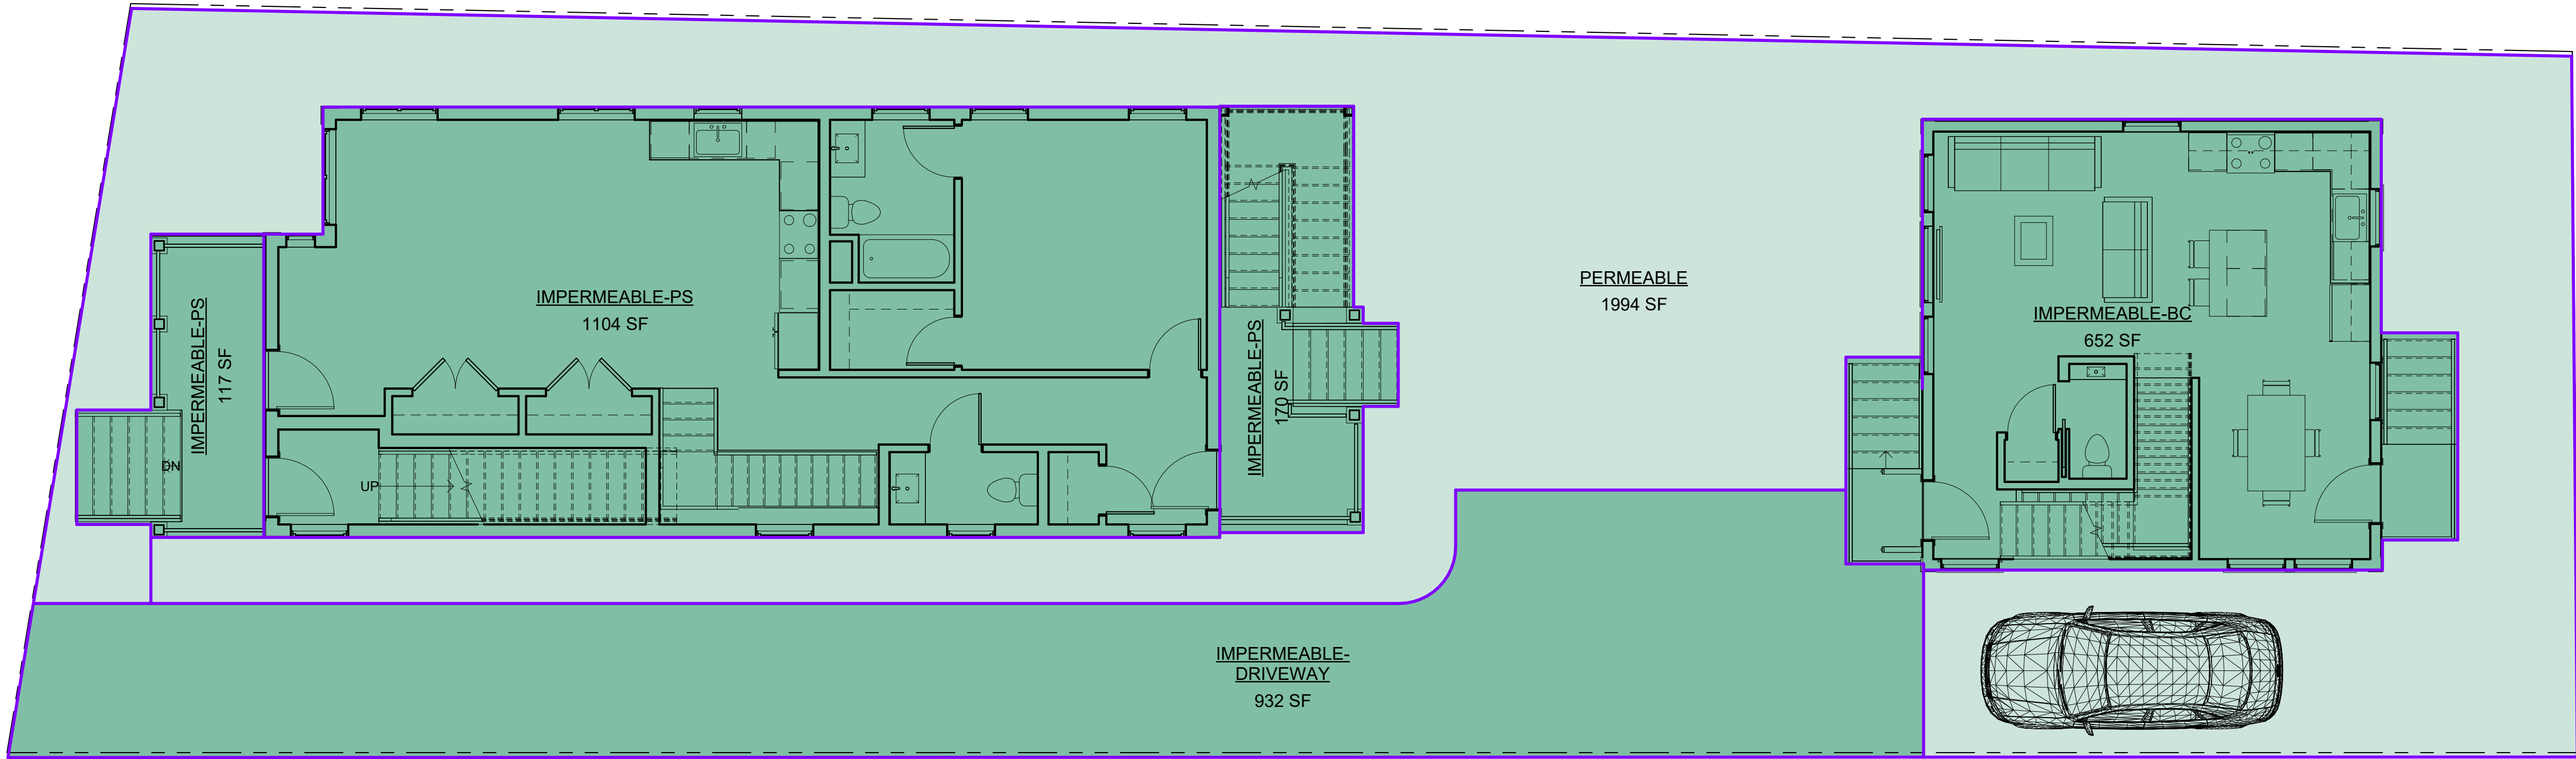 IMPERMEABLE-PS
117 SF
DN
UP
IMPERMEABLE-PS
1104 SF
IMPERMEABLE-PS
170 SF
PERMEABLE
1994 SF
IMPERMEABLE-BC
652 SF
IMPERMEABLE-
DRIVEWAY
932 SF